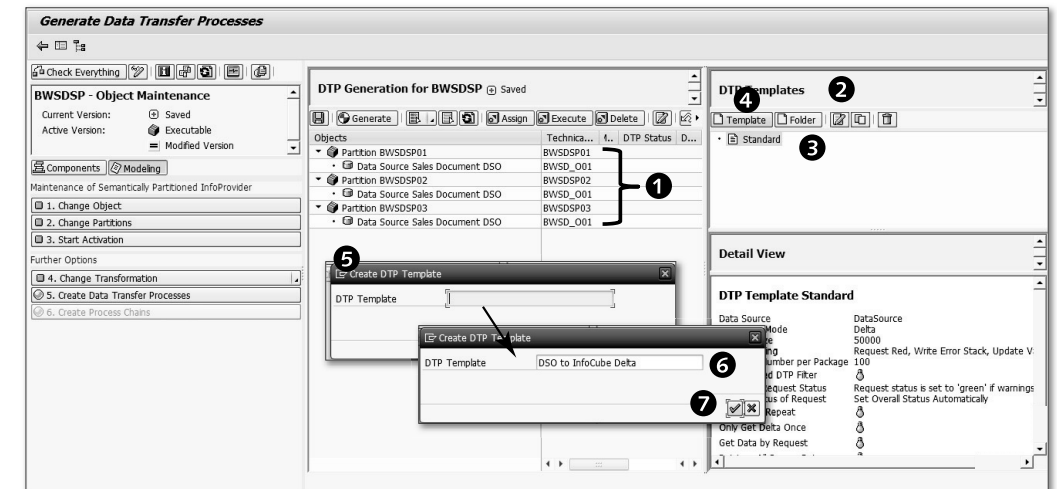 Generate Data Transfer Processes
Check Everything
BWSDSP - Object Maintenance
Current Version: Saved
Active Version: Executable
Modified Version
Components Modeling
Maintenance of Semantically Partitioned InfoProvider
1. Change Object
2. Change Partitions
3. Start Activation
Further Options
4. Change Transformation
5. Create Data Transfer Processes
6. Create Process Chains
DTP Generation for BWSDSP Saved
Generate Assign Execute Delete
Objects Technica... DTP Status D...
Partition BWSDSP01 BWSDSP01
Data Source Sales Document DSO BWSD_O01
Partition BWSDSP02 BWSDSP02
Data Source Sales Document DSO BWSD_O01
Partition BWSDSP03 BWSDSP03
Data Source Sales Document DSO BWSD_O01
1
5
Create DTP Template
DTP Template
Create DTP Template
DTP Template DSO to InfoCube Delta
6
7
DTP Templates
2
4
Template Folder
Standard
3
Detail View
DTP Template Standard
Data Source DataSource
Mode Delta
50000
Request Red, Write Error Stack, Update V
umber per Package 100
d DTP Filter
equest Status Request status is set to 'green' if warnings
us of Request Set Overall Status Automatically
Repeat
Only Get Delta Once
Get Data by Request